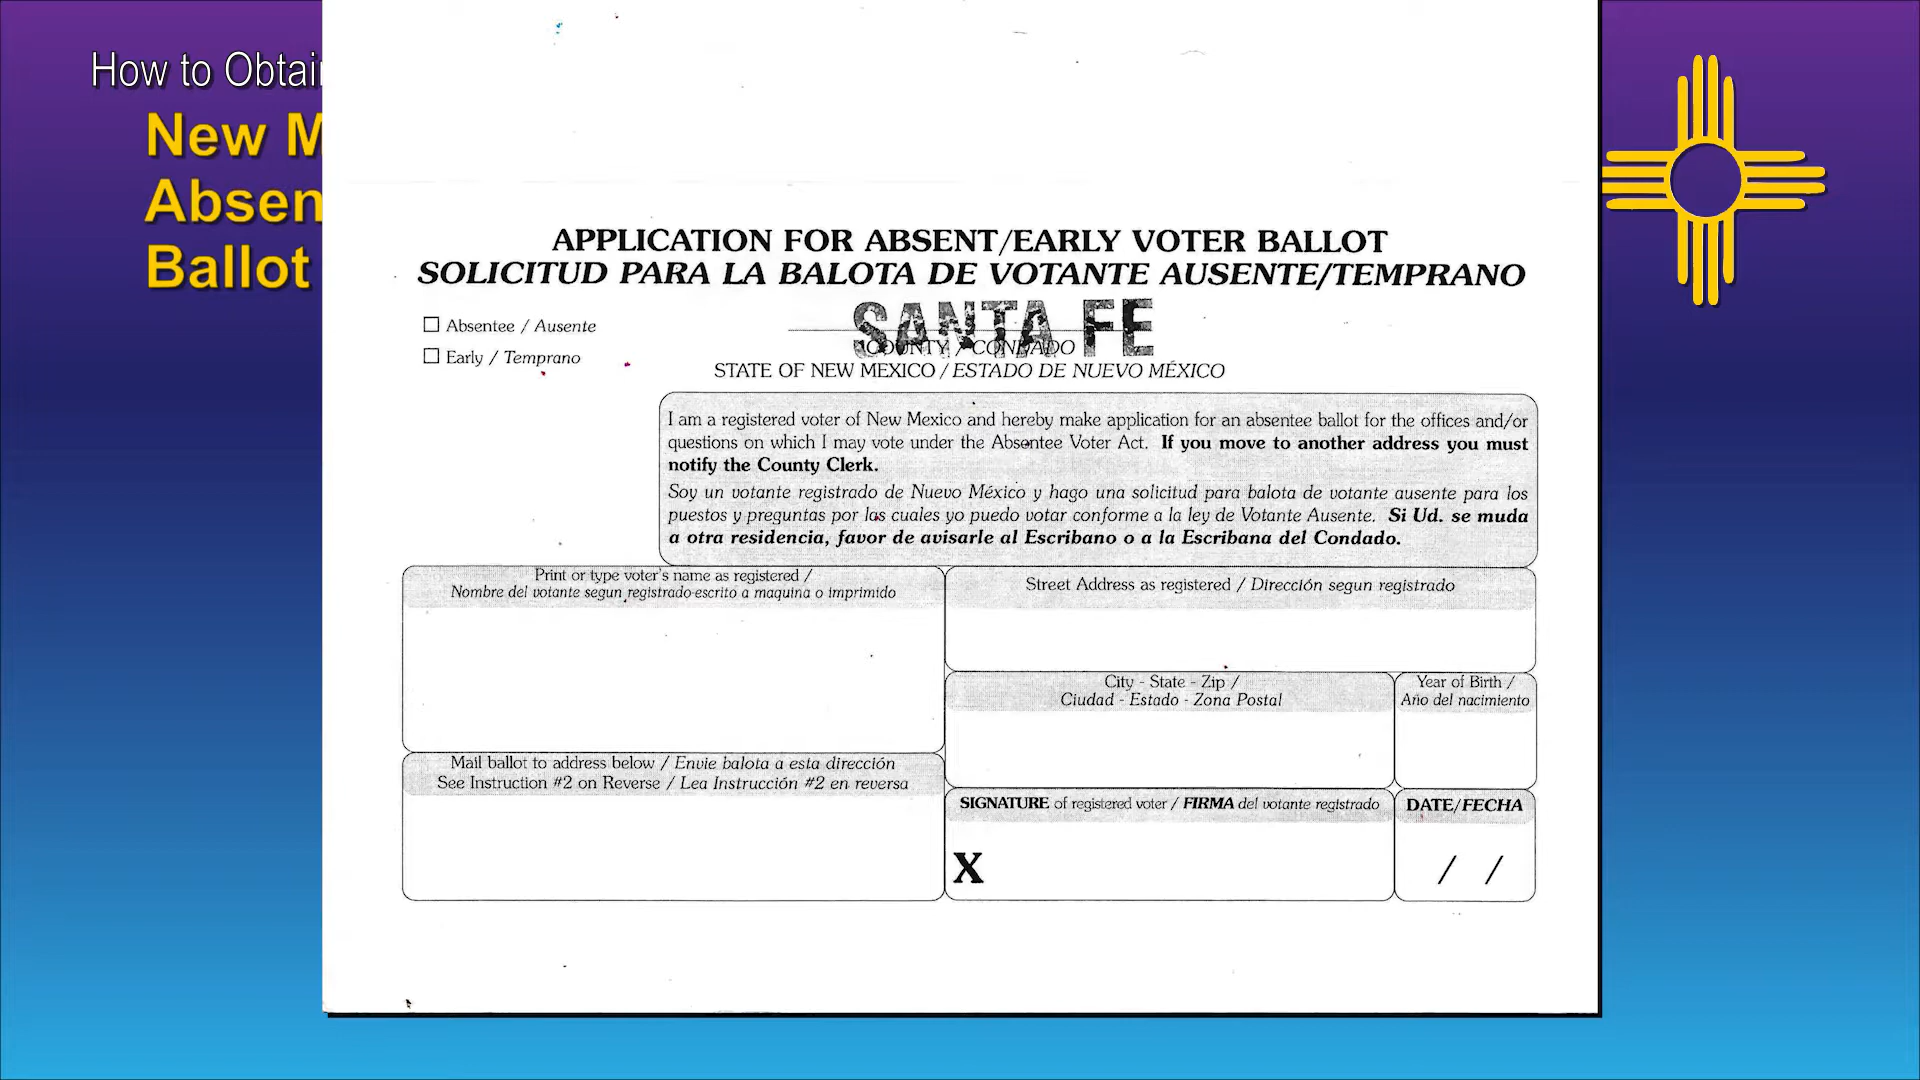 How to Obtai
New M
Absen
Ballot
APPLICATION FOR ABSENT/EARLY VOTER BALLOT
SOLICITUD PARA LA BALOTA DE VOTANTE AUSENTE/TEMPRANO
☐ Absentee / Ausente
☐ Early / Temprano
SANTA FE
COUNTY / CONDADO
STATE OF NEW MEXICO / ESTADO DE NUEVO MÉXICO
I am a registered voter of New Mexico and hereby make application for an absentee ballot for the offices and/or
questions on which I may vote under the Absentee Voter Act. If you move to another address you must
notify the County Clerk.
Soy un votante registrado de Nuevo México y hago una solicitud para balota de votante ausente para los
puestos y preguntas por las cuales yo puedo votar conforme a la ley de Votante Ausente. Si Ud. se muda
a otra residencia, favor de avisarle al Escribano o a la Escribana del Condado.
Print or type voter's name as registered /
Nombre del votante segun registrado-escrito a maquina o imprimido
Street Address as registered / Dirección segun registrado
City - State - Zip /
Ciudad - Estado - Zona Postal
Year of Birth /
Año del nacimiento
Mail ballot to address below / Envie balota a esta dirección
See Instruction #2 on Reverse / Lea Instrucción #2 en reversa
SIGNATURE of registered voter / FIRMA del votante registrado
X
DATE/FECHA
/ /